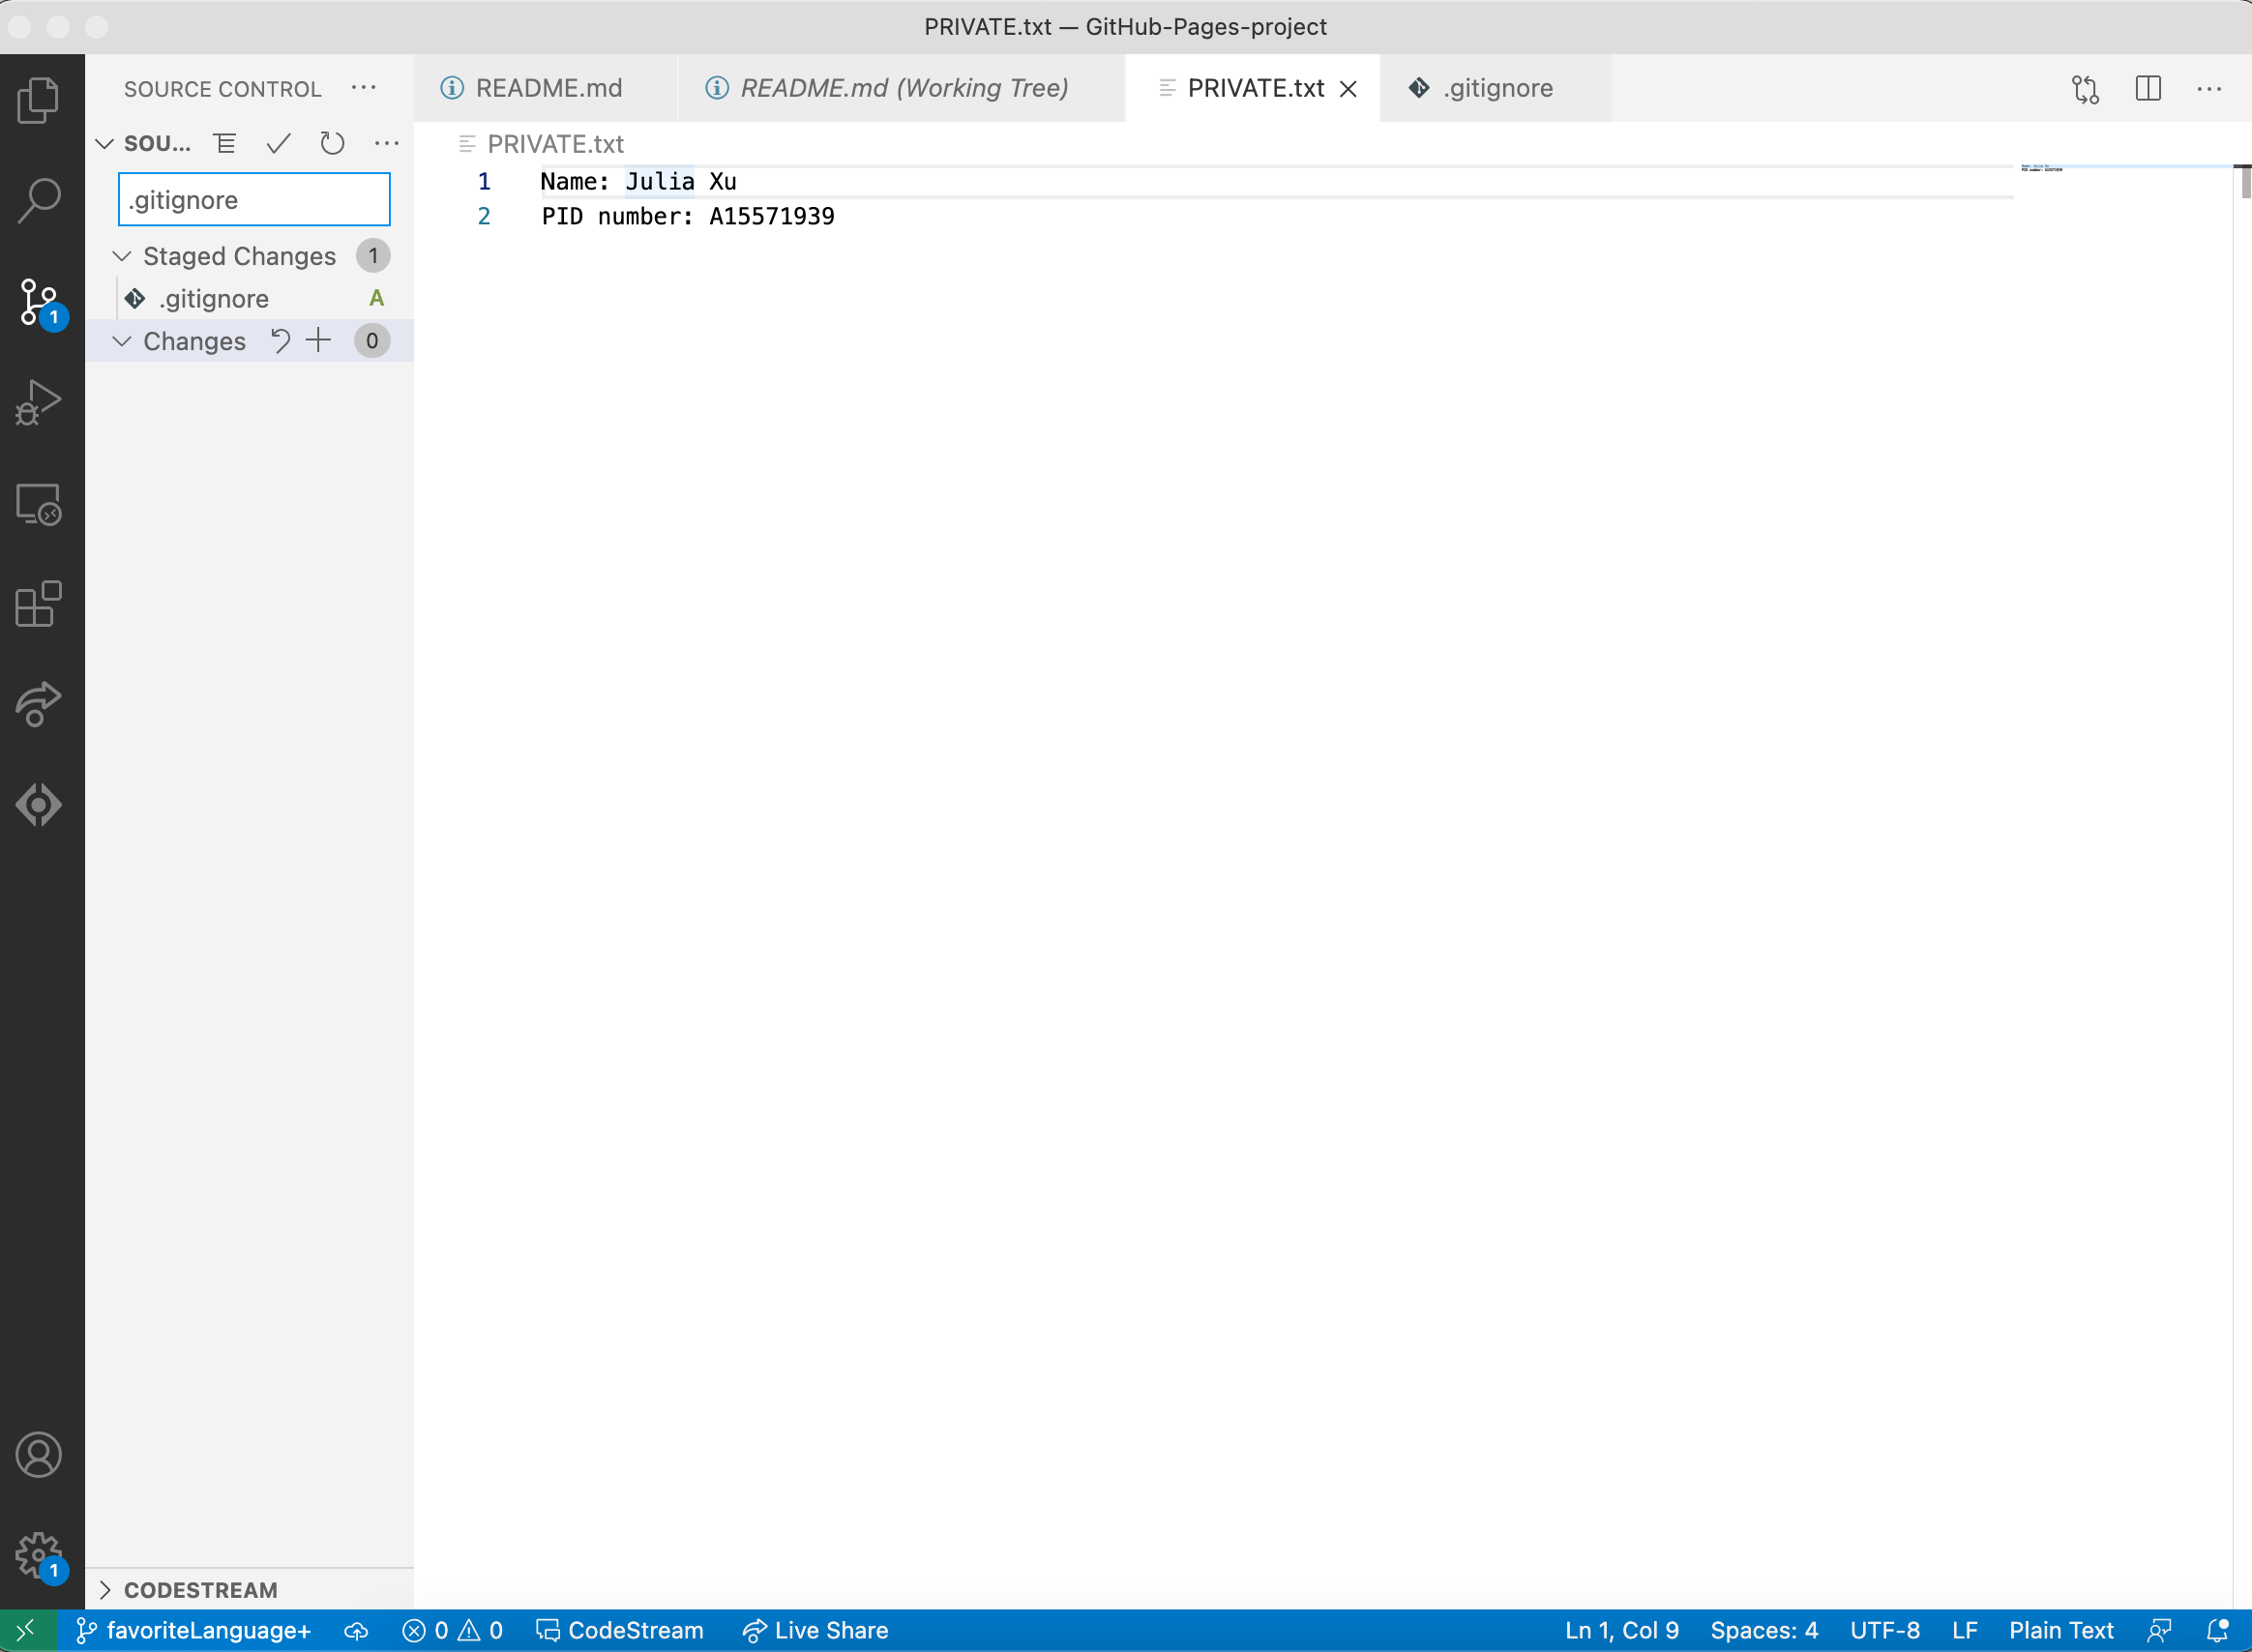 PRIVATE.txt — GitHub-Pages-project
SOURCE CONTROL
README.md
README.md (Working Tree)
PRIVATE.txt
.gitignore
SOU...
PRIVATE.txt
.gitignore
1 Name: Julia Xu
2 PID number: A15571939
Staged Changes 1
.gitignore A
1
Changes 0
1
CODESTREAM
favoriteLanguage+ 0 0 CodeStream Live Share Ln 1, Col 9 Spaces: 4 UTF-8 LF Plain Text